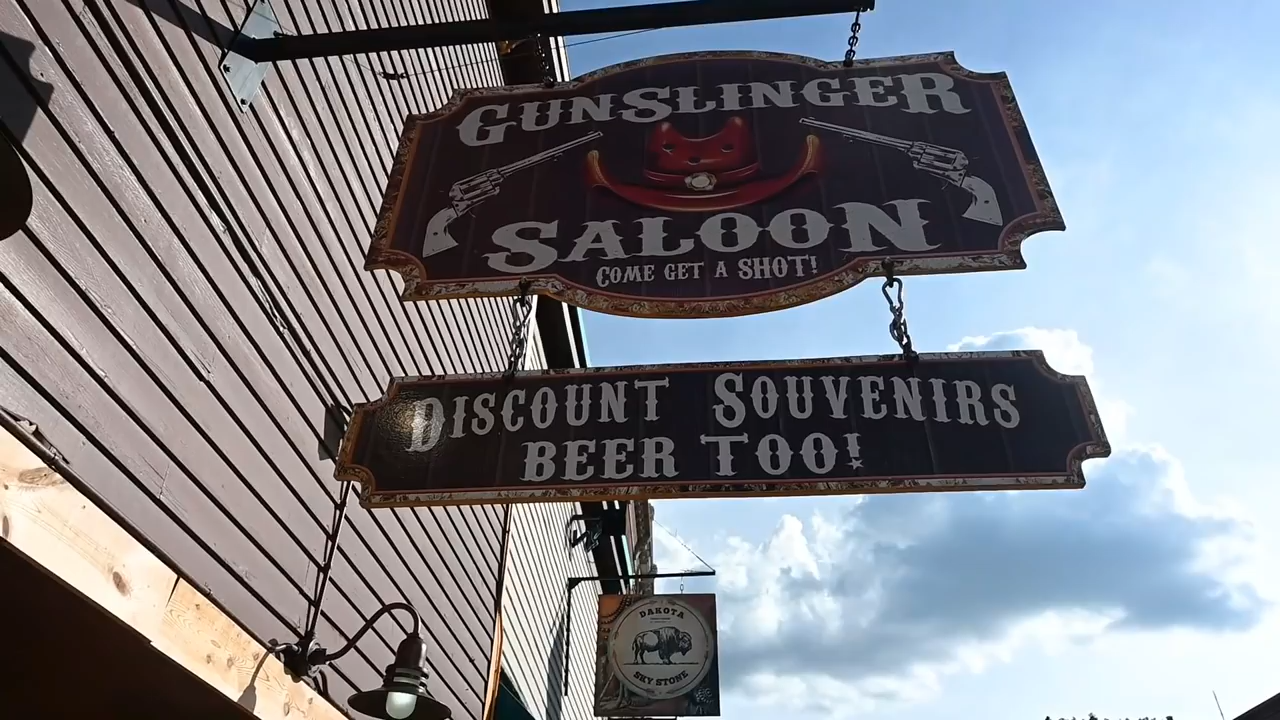 GUNSLINGER
SALOON
COME GET A SHOT!
DISCOUNT SOUVENIRS
BEER TOO!
DAKOTA
SKY STONE